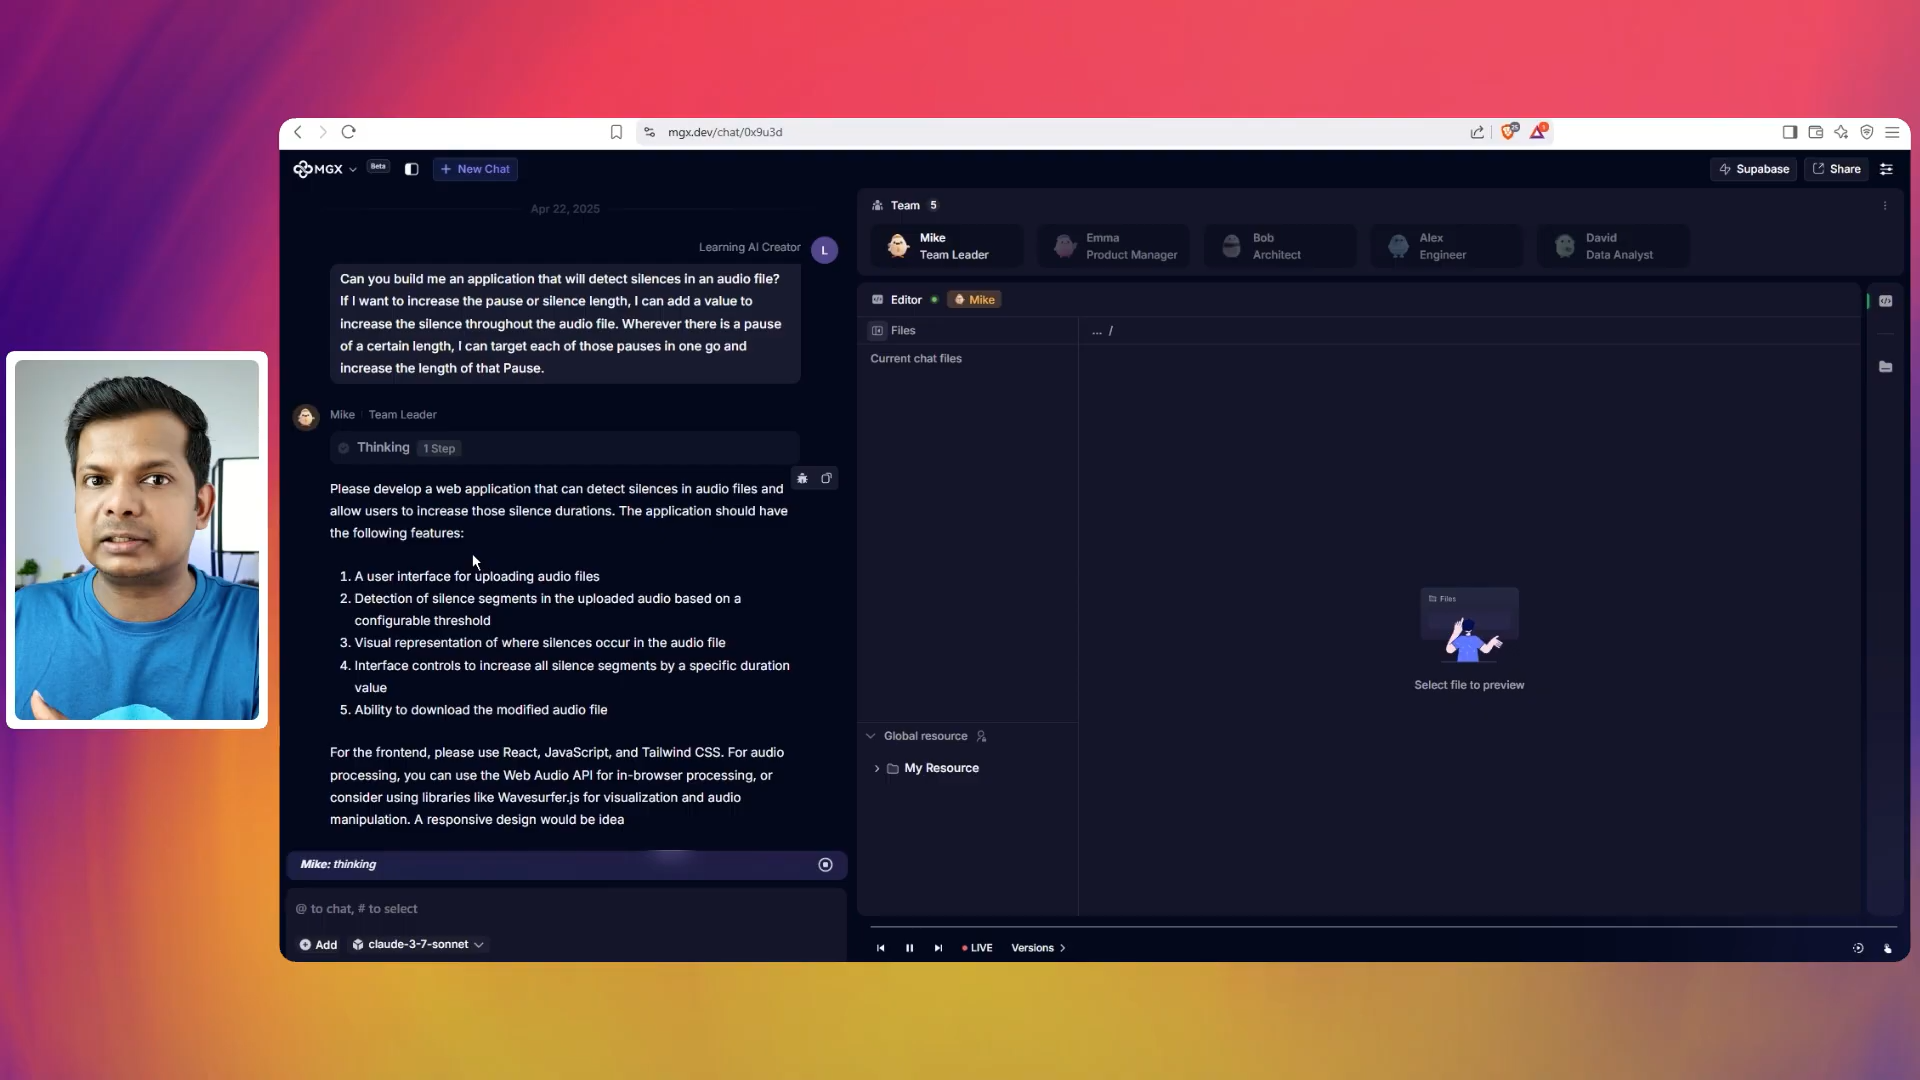 mgx.dev/chat/0x9u3d
MGX
Beta
+ New Chat
Supabase
Share
Apr 22, 2025
Learning AI Creator
L
Can you build me an application that will detect silences in an audio file?
If I want to increase the pause or silence length, I can add a value to
increase the silence throughout the audio file. Wherever there is a pause
of a certain length, I can target each of those pauses in one go and
increase the length of that Pause.
Mike Team Leader
Thinking 1 Step
Please develop a web application that can detect silences in audio files and
allow users to increase those silence durations. The application should have
the following features:
1. A user interface for uploading audio files
2. Detection of silence segments in the uploaded audio based on a
configurable threshold
3. Visual representation of where silences occur in the audio file
4. Interface controls to increase all silence segments by a specific duration
value
5. Ability to download the modified audio file
For the frontend, please use React, JavaScript, and Tailwind CSS. For audio
processing, you can use the Web Audio API for in-browser processing, or
consider using libraries like Wavesurfer.js for visualization and audio
manipulation. A responsive design would be idea
Mike: thinking
@ to chat, # to select
Add
claude-3-7-sonnet
Team 5
Mike
Team Leader
Emma
Product Manager
Bob
Architect
Alex
Engineer
David
Data Analyst
Editor
Mike
Files
... /
Current chat files
Files
Select file to preview
Global resource
My Resource
LIVE
Versions